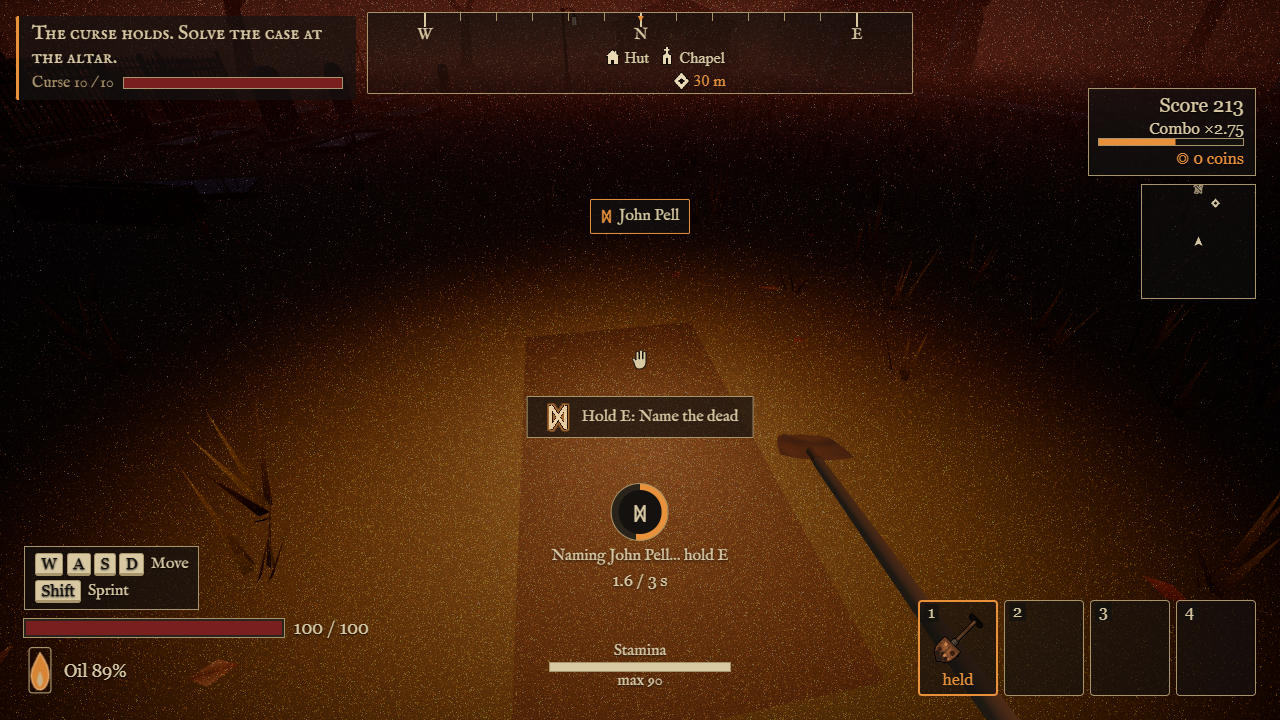 The curse holds. Solve the case at
the altar.
Curse 10/10
W N E
Hut Chapel
30 m
Score 213
Combo ×2.75
© 0 coins
N
John Pell
Hold E: Name the dead
Naming John Pell... hold E
1.6 / 3 s
W A S D Move
Shift Sprint
100 / 100
Oil 89%
Stamina
max 90
1 2 3 4
held